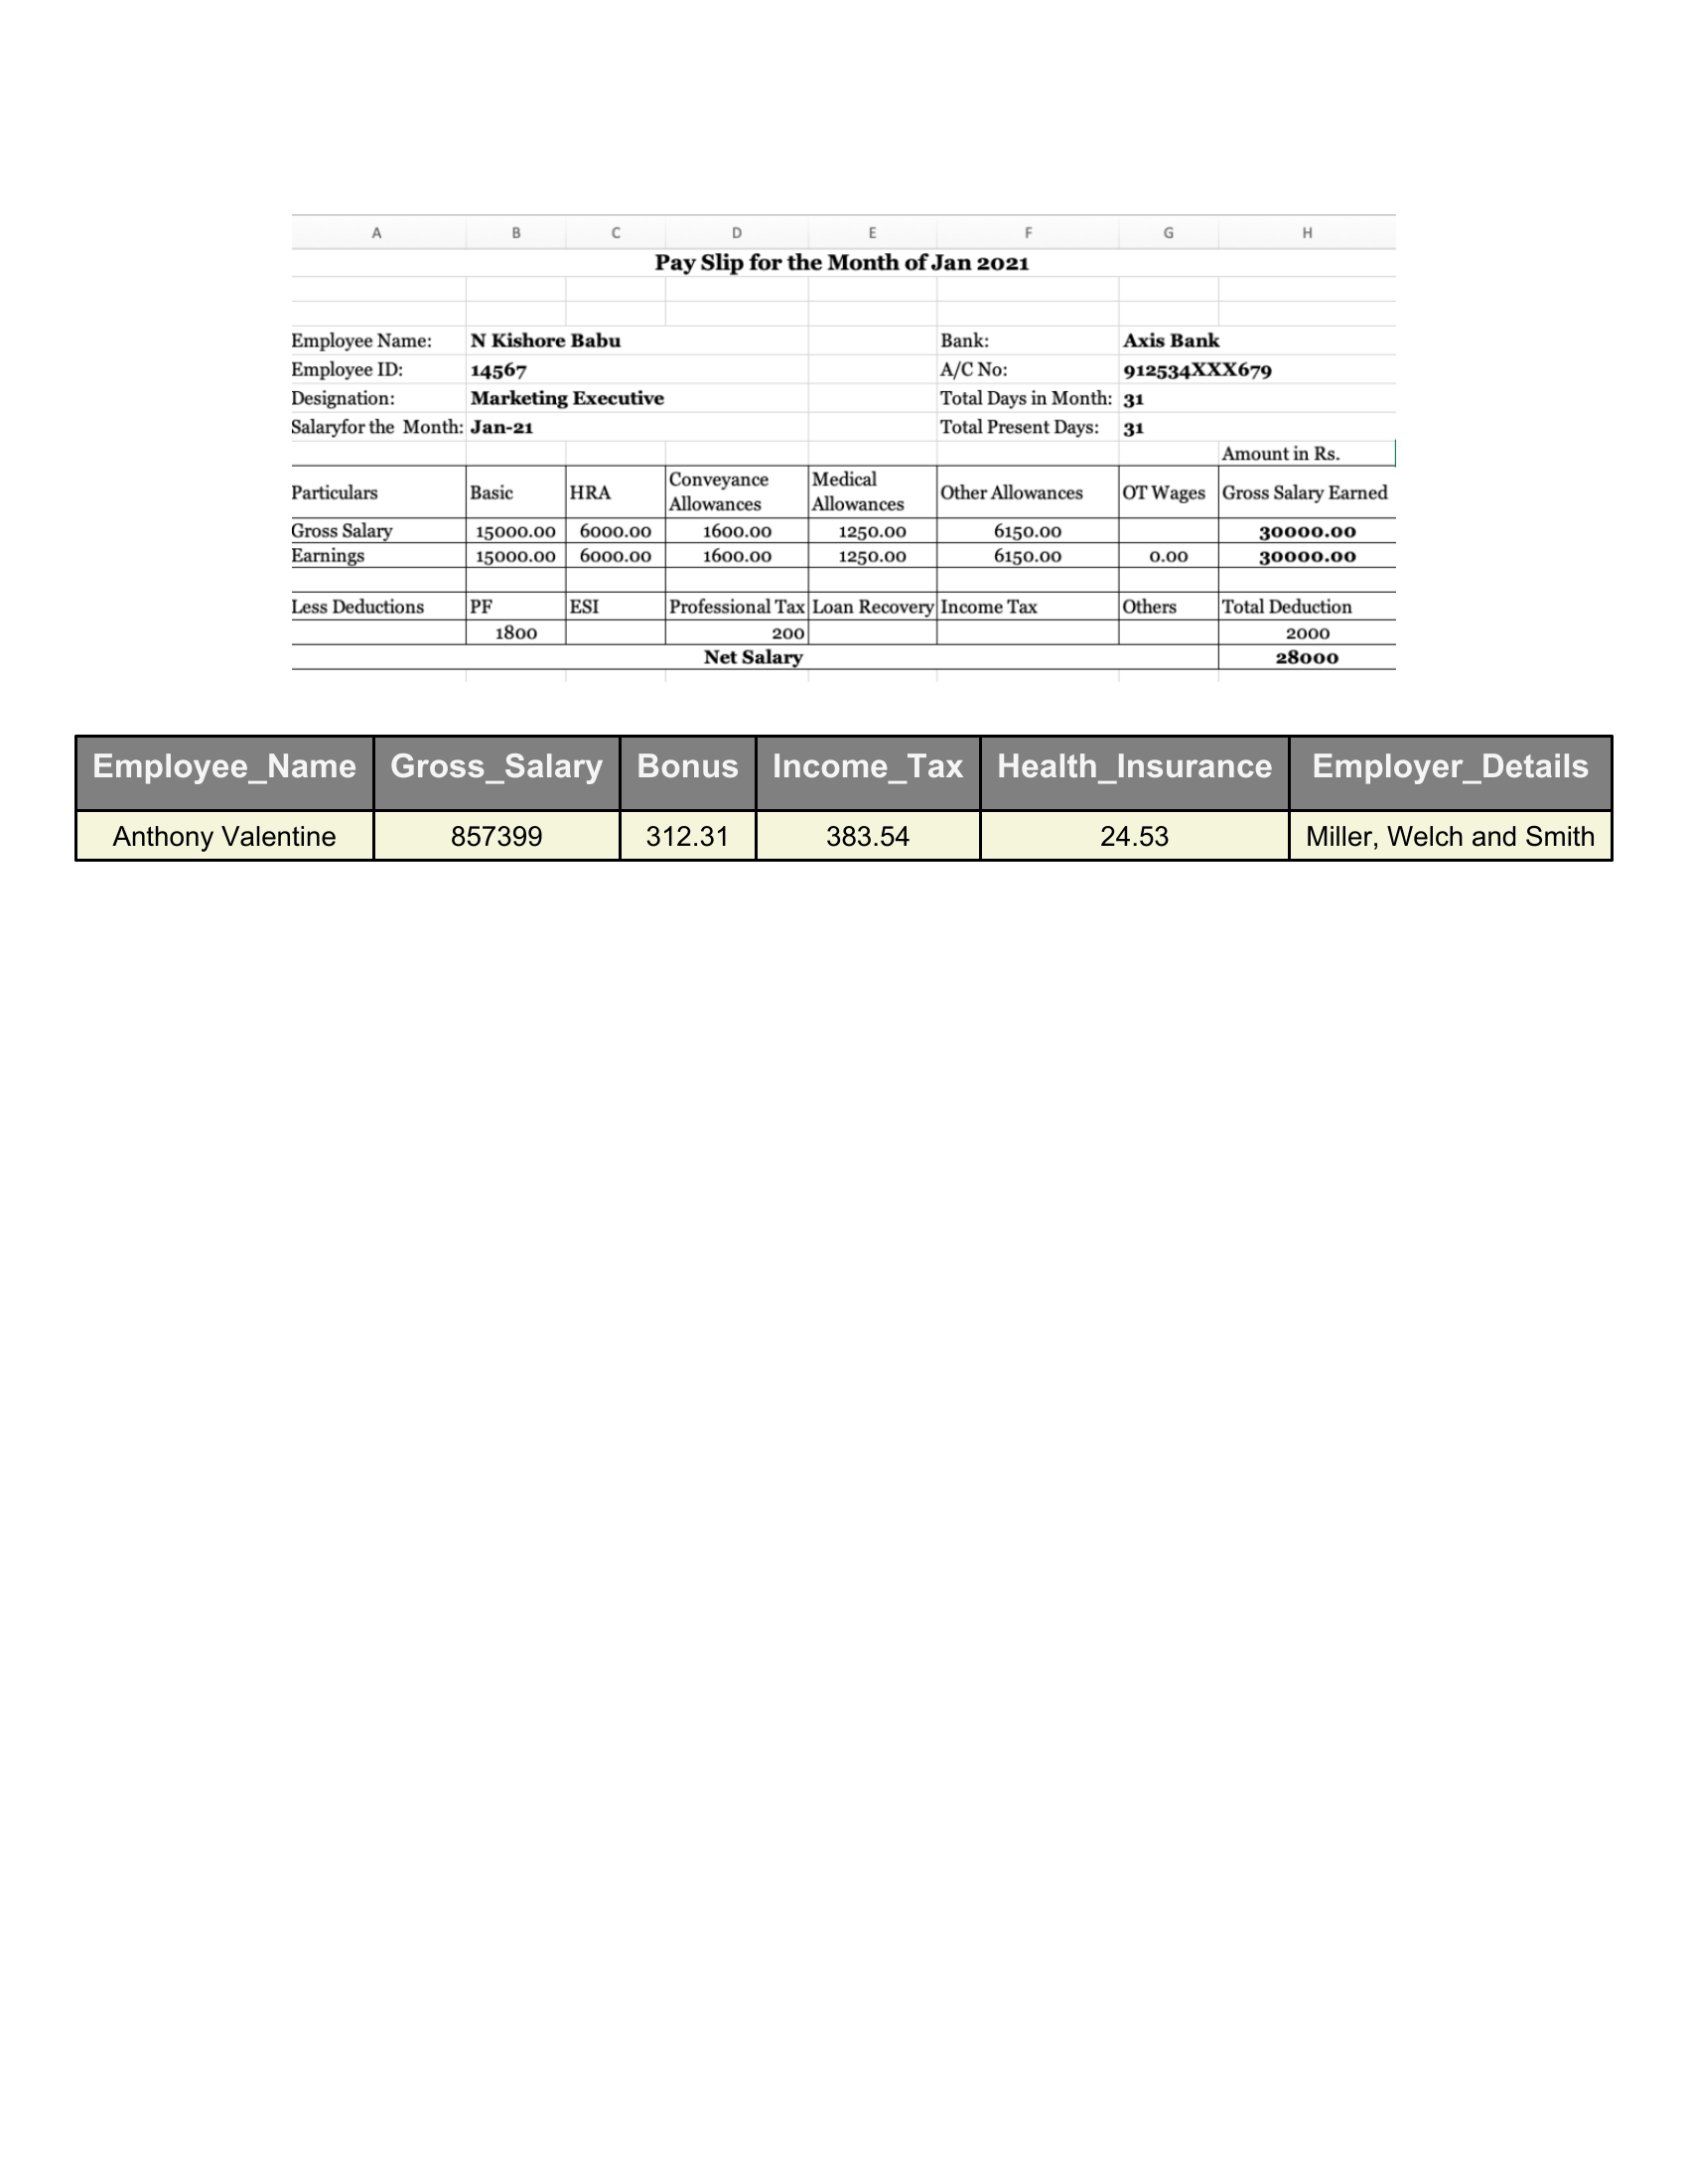 A B C D E F G H
Pay Slip for the Month of Jan 2021
Employee Name: N Kishore Babu Bank: Axis Bank
Employee ID: 14567 A/C No: 912534XXX679
Designation: Marketing Executive Total Days in Month: 31
Salaryfor the Month: Jan-21 Total Present Days: 31
Amount in Rs.
Particulars Basic HRA Conveyance Allowances Medical Allowances Other Allowances OT Wages Gross Salary Earned
Gross Salary 15000.00 6000.00 1600.00 1250.00 6150.00 30000.00
Earnings 15000.00 6000.00 1600.00 1250.00 6150.00 0.00 30000.00
Less Deductions PF ESI Professional Tax Loan Recovery Income Tax Others Total Deduction
1800 200 2000
Net Salary 28000
Employee_Name Gross_Salary Bonus Income_Tax Health_Insurance Employer_Details
Anthony Valentine 857399 312.31 383.54 24.53 Miller, Welch and Smith